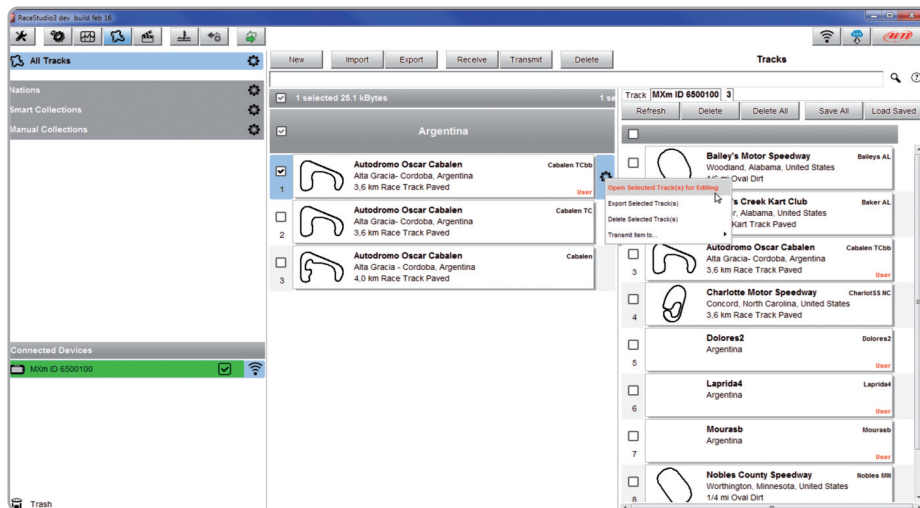 RaceStudio3 dev build feb 16
All Tracks
Nations
Smart Collections
Manual Collections
Connected Devices
MXm ID 6500100
Trash
New Import Export Receive Transmit Delete
Tracks
1 selected 25.1 kBytes
1 se
Argentina
1
Autodromo Oscar Cabalen Cabalen TCbb
Alta Gracia- Cordoba, Argentina
3,6 km Race Track Paved
User
2
Autodromo Oscar Cabalen Cabalen TC
Alta Gracia- Cordoba, Argentina
3,6 km Race Track Paved
3
Autodromo Oscar Cabalen Cabalen
Alta Gracia - Cordoba, Argentina
4,0 km Race Track Paved
Open Selected Track(s) for Editing
Export Selected Track(s)
Delete Selected Track(s)
Transmit Item to...
Track MXm ID 6500100 3
Refresh Delete Delete All Save All Load Saved
Bailey's Motor Speedway Baileys AL
Woodland, Alabama, United States
Oval Dirt
's Creek Kart Club Baker AL
r, Alabama, United States
Kart Track Paved
3
Autodromo Oscar Cabalen Cabalen TCbb
Alta Gracia- Cordoba, Argentina
3,6 km Race Track Paved
User
4
Charlotte Motor Speedway CharlotSS NC
Concord, North Carolina, United States
3,6 km Race Track Paved
5
Dolores2 Dolores2
Argentina
User
6
Laprida4 Laprida4
Argentina
User
7
Mourasb Mourasb
Argentina
User
8
Nobles County Speedway Nobles MN
Worthington, Minnesota, United States
1/4 mi Oval Dirt